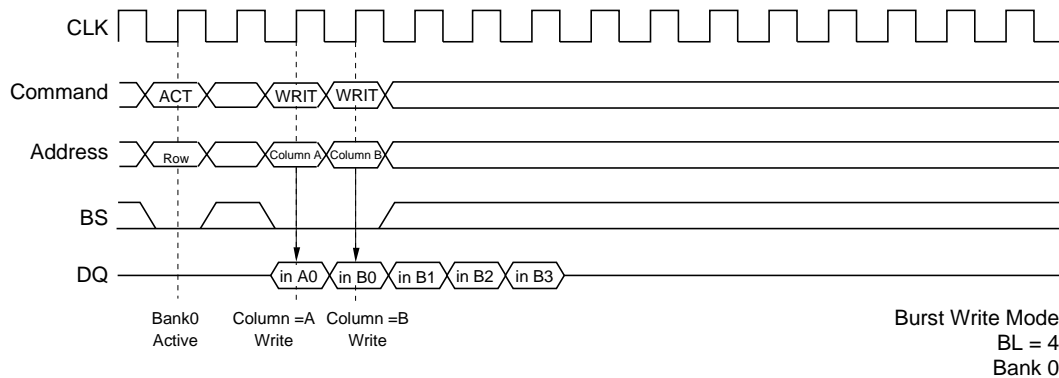 CLK
Command ACT WRIT WRIT
Address Row Column A Column B
BS
DQ in A0 in B0 in B1 in B2 in B3
Bank0 Column =A Column =B
Active Write Write
Burst Write Mode
BL = 4
Bank 0